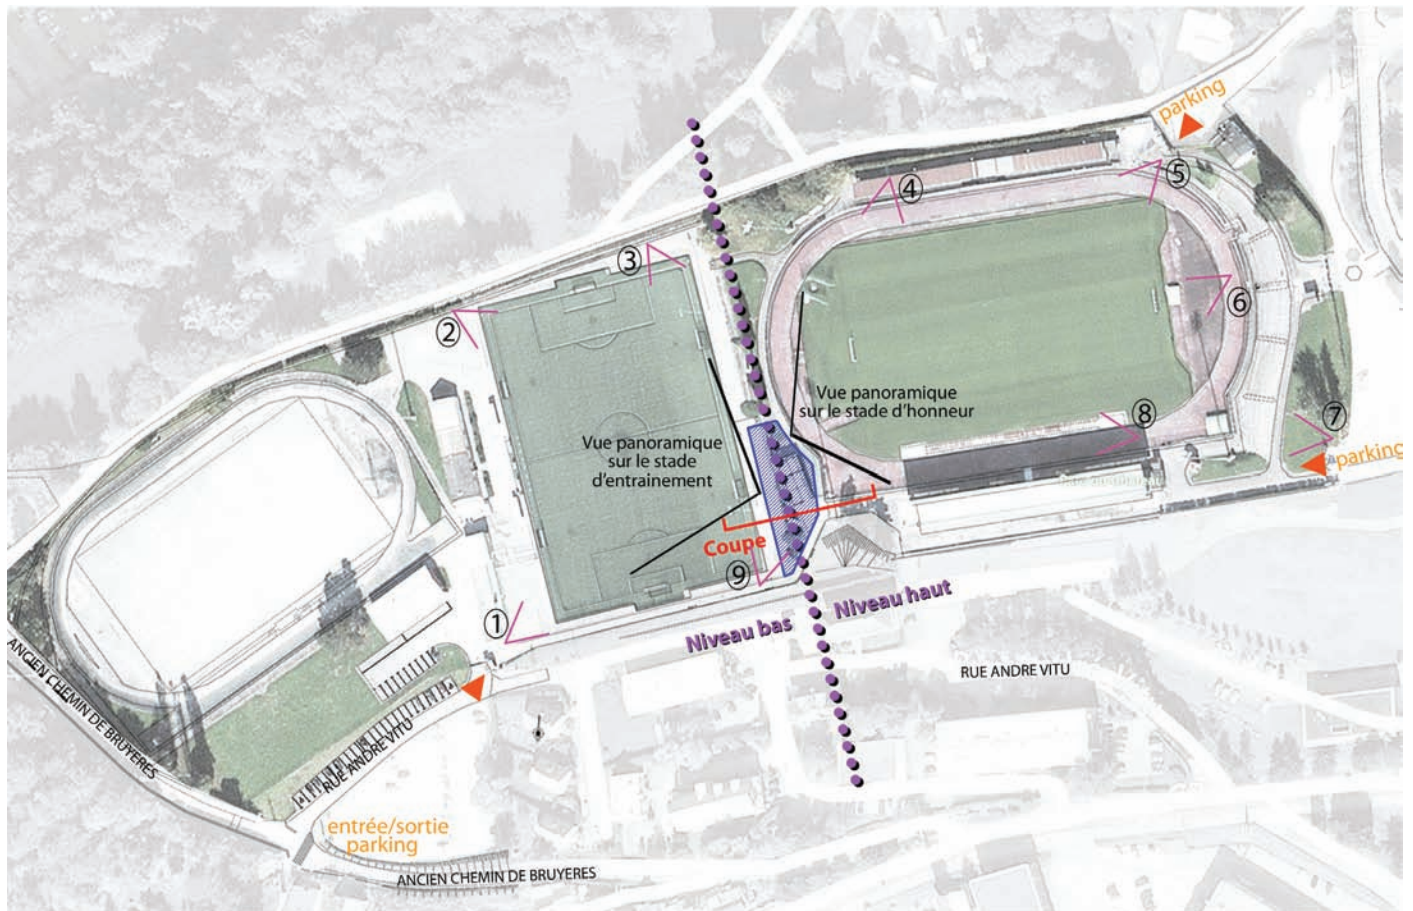 parking
⑤
④
③
⑥
②
Vue panoramique
sur le stade d'honneur
⑧
⑦
parking
Vue panoramique
sur le stade
d'entrainement
Coupe
⑨
Niveau haut
①
Niveau bas
RUE ANDRE VITU
ANCIEN CHEMIN DE BRUYERES
RUE ANDRE VITU
entrée/sortie
parking
ANCIEN CHEMIN DE BRUYERES